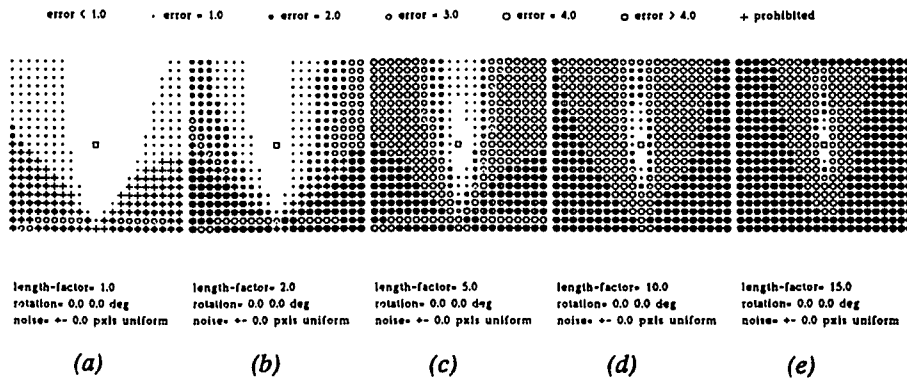 error < 1.0 . error = 1.0 error = 2.0 error = 3.0 error = 4.0 error > 4.0 + prohibited
length-factor= 1.0 length-factor= 2.0 length-factor= 5.0 length-factor= 10.0 length-factor= 15.0
rotation= 0.0 0.0 deg rotation= 0.0 0.0 deg rotation= 0.0 0.0 deg rotation= 0.0 0.0 deg rotation= 0.0 0.0 deg
noise= +- 0.0 pxls uniform noise= +- 0.0 pxls uniform noise= +- 0.0 pxls uniform noise= +- 0.0 pxls uniform noise= +- 0.0 pxls uniform
(a) (b) (c) (d) (e)